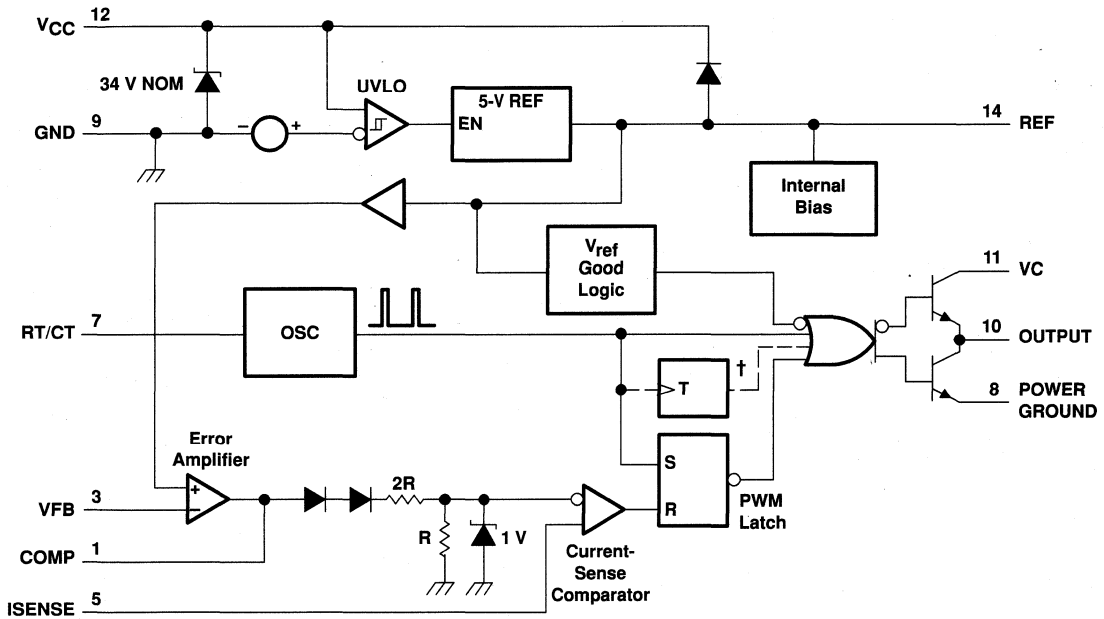 VCC 12
34 V NOM
UVLO
5-V REF
EN
GND 9
− +
14 REF
Internal
Bias
Vref
Good
Logic
11 VC
RT/CT 7
OSC
10 OUTPUT
†
T
8 POWER
GROUND
Error
Amplifier
+
−
VFB 3
2R
S
R
PWM
Latch
R
1 V
COMP 1
Current-
Sense
Comparator
ISENSE 5